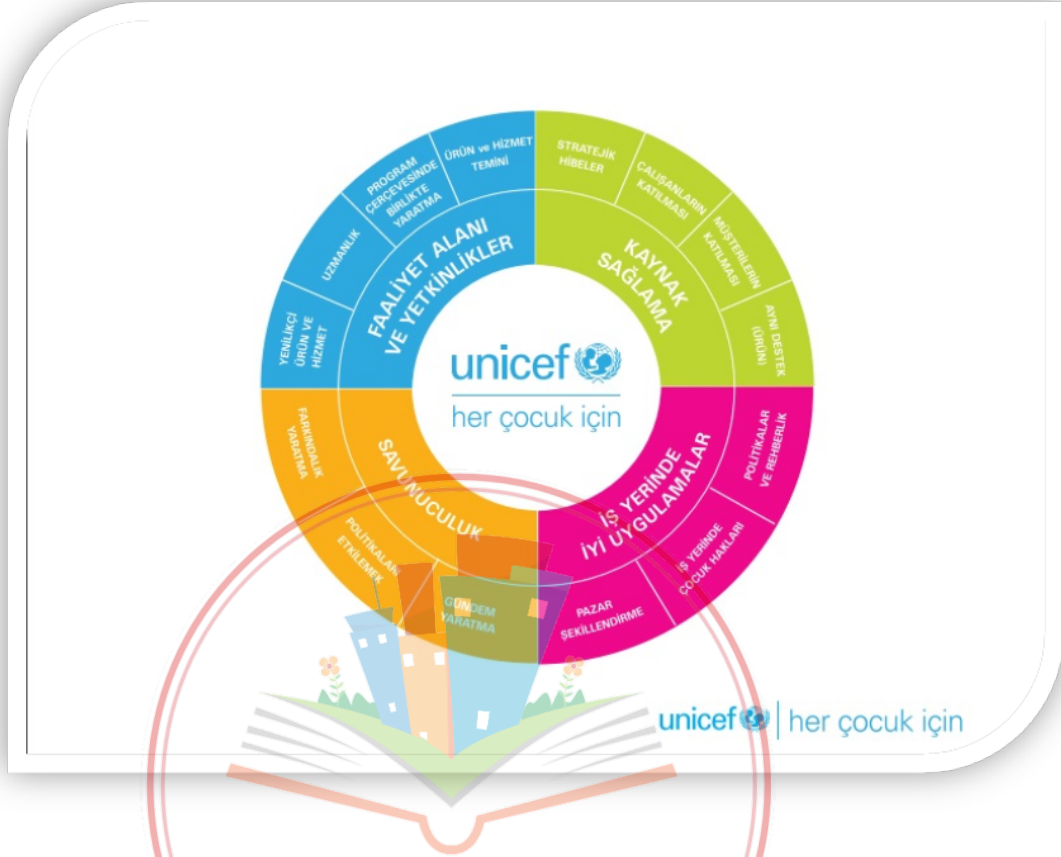 ÜRÜN ve HİZMET
TEMİNİ
PROGRAM
ÇERÇEVESİNDE
BİRLİKTE
YARATMA
UZMANLIK
YENİLİKÇİ
ÜRÜN VE
HİZMET
FAALİYET ALANI
VE YETKİNLİKLER
STRATEJİK
HİBELER
ÇALIŞANLARIN
KATILMASI
MÜŞTERİLERİN
KATILMASI
AYNI DESTEK
(ÜRÜN)
KAYNAK
SAĞLAMA
unicef
her çocuk için
FARKINDALIK
YARATMA
POLİTİKALARI
ETKİLEMEK
GÜNDEM
YARATMA
SAVUNUCULUK
POLİTİKALAR
VE REHBERLİK
İŞ YERİNDE
ÇOCUK HAKLARI
PAZAR
ŞEKİLLENDİRME
İŞ YERİNDE
İYİ UYGULAMALAR
unicef | her çocuk için